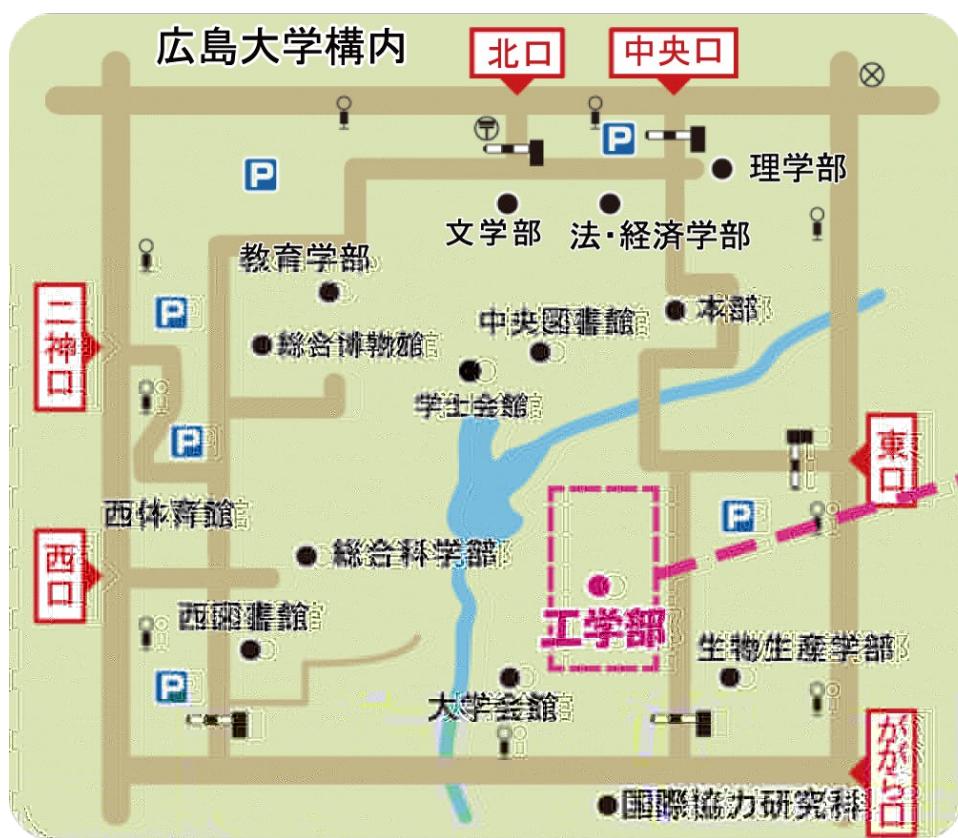 広島大学構内
北口
中央口
P
P
理学部
文学部
法・経済学部
教育学部
P
本部
中央図書館
総合博物館
二神口
学士会館
P
東口
西体育館
P
総合科学部
西口
工学部
西図書館
生物生産学部
P
大学会館
ががら口
国際協力研究科